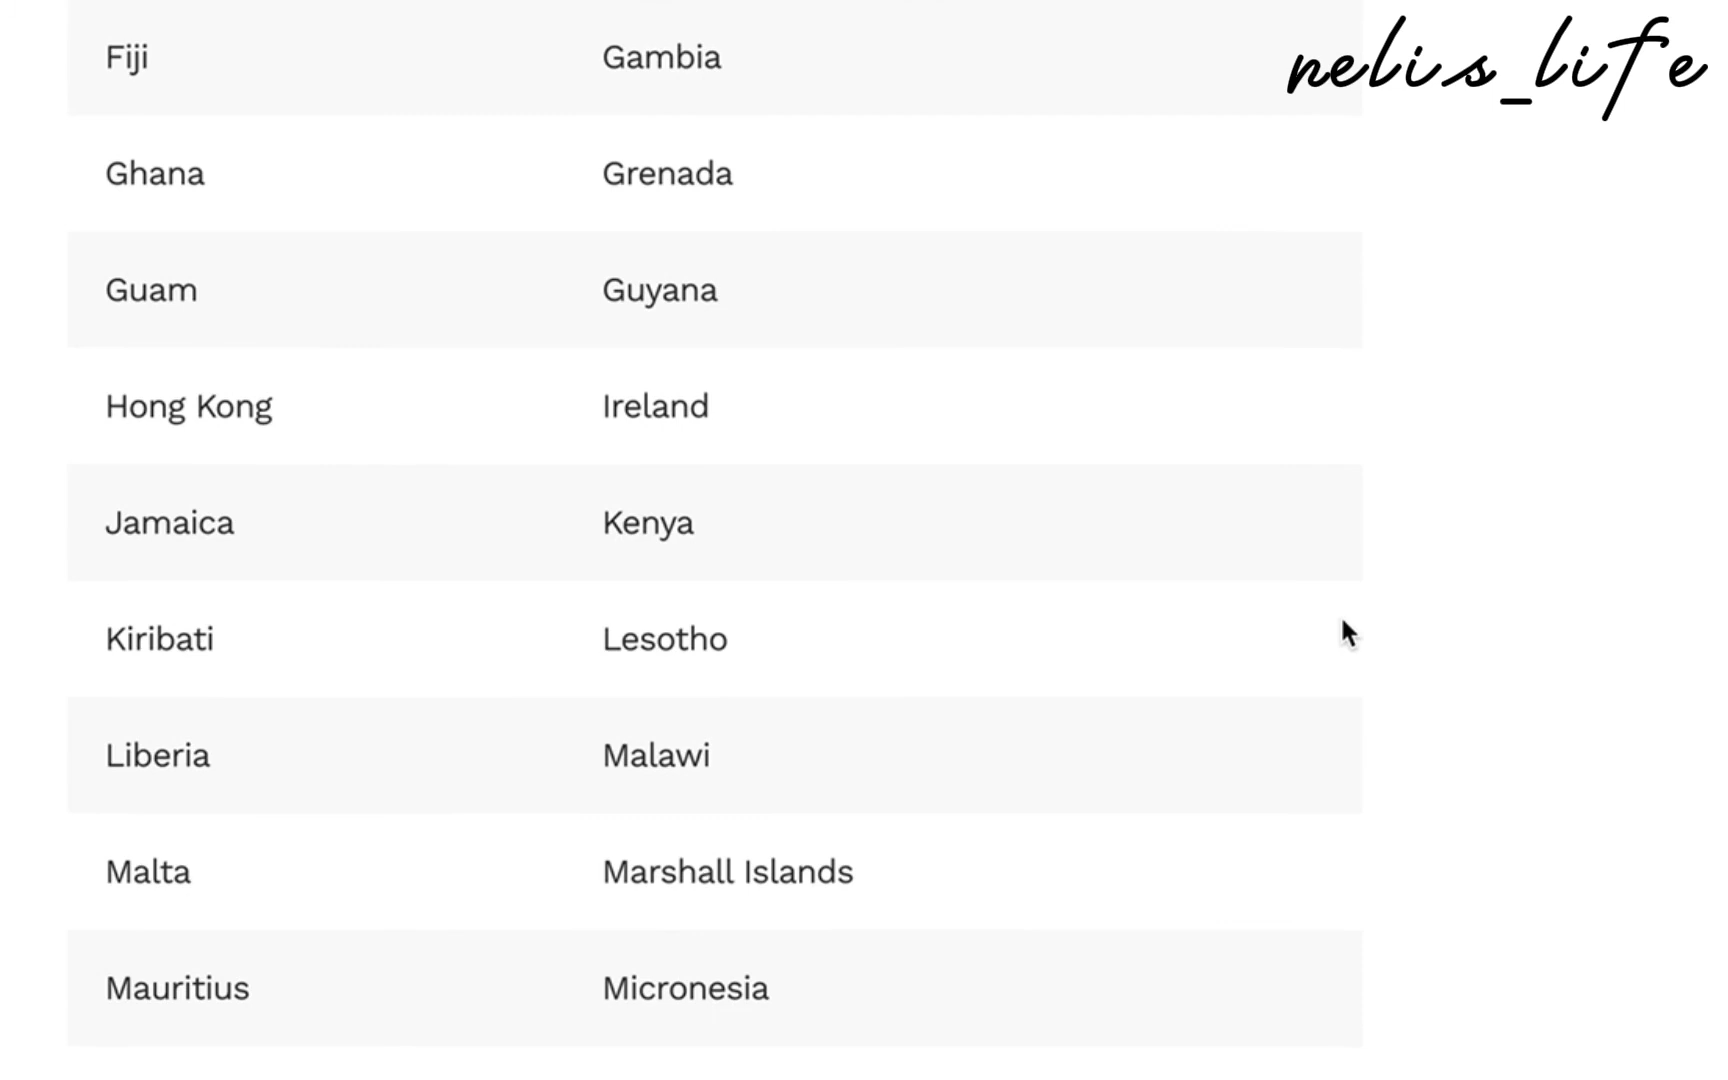 Fiji Gambia
nelis_life
Ghana Grenada
Guam Guyana
Hong Kong Ireland
Jamaica Kenya
Kiribati Lesotho
Liberia Malawi
Malta Marshall Islands
Mauritius Micronesia